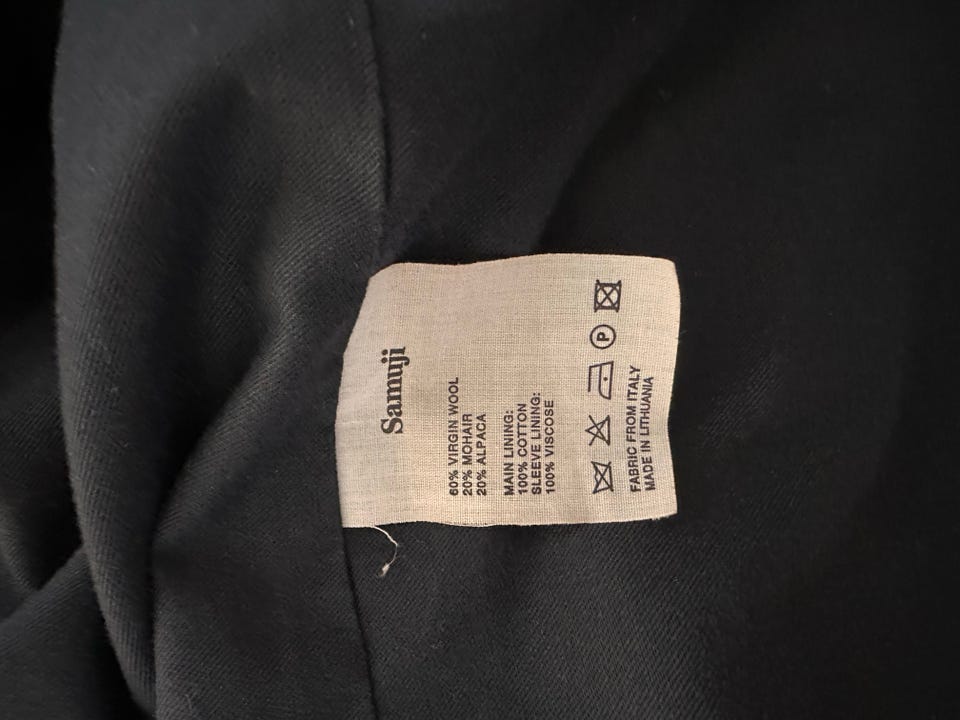 Samuji
60% VIRGIN WOOL
20% MOHAIR
20% ALPACA
MAIN LINING:
100% COTTON
SLEEVE LINING:
100% VISCOSE
P
FABRIC FROM ITALY
MADE IN LITHUANIA